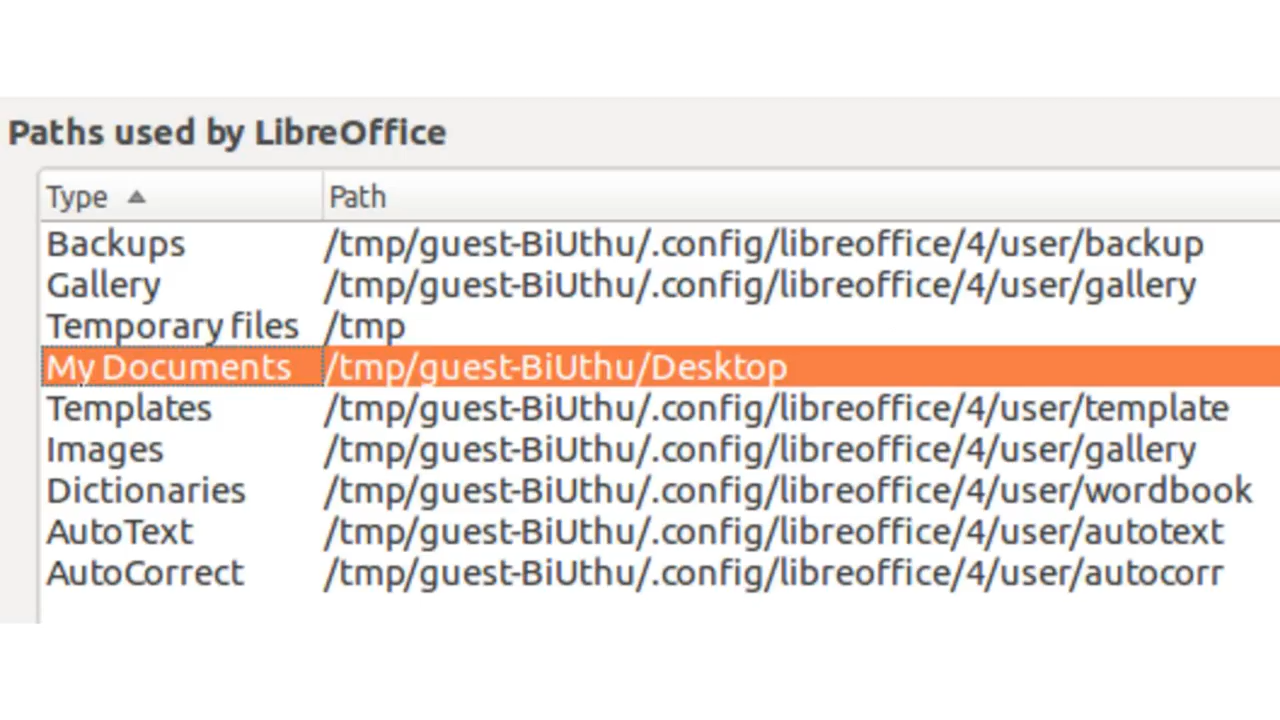 Paths used by LibreOffice
Type Path
Backups /tmp/guest-BiUthu/.config/libreoffice/4/user/backup
Gallery /tmp/guest-BiUthu/.config/libreoffice/4/user/gallery
Temporary files /tmp
My Documents /tmp/guest-BiUthu/Desktop
Templates /tmp/guest-BiUthu/.config/libreoffice/4/user/template
Images /tmp/guest-BiUthu/.config/libreoffice/4/user/gallery
Dictionaries /tmp/guest-BiUthu/.config/libreoffice/4/user/wordbook
AutoText /tmp/guest-BiUthu/.config/libreoffice/4/user/autotext
AutoCorrect /tmp/guest-BiUthu/.config/libreoffice/4/user/autocorr